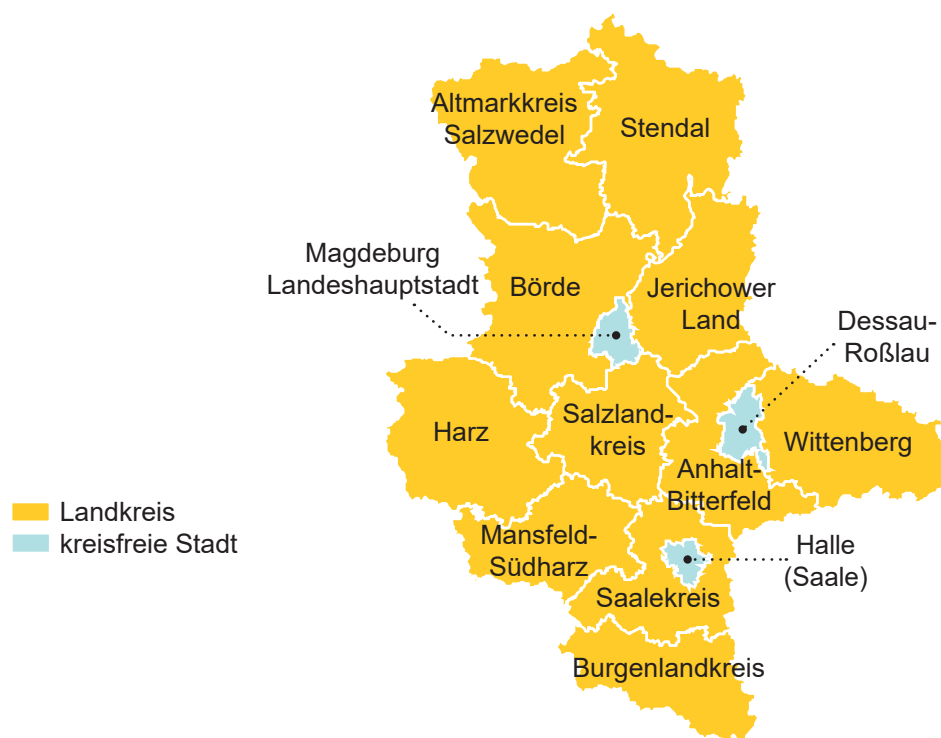 Altmarkkreis
Salzwedel
Stendal
Magdeburg
Landeshauptstadt
Börde
Jerichower
Land
Dessau-
Roßlau
Harz
Salzland-
kreis
Wittenberg
Anhalt-
Bitterfeld
Landkreis
kreisfreie Stadt
Mansfeld-
Südharz
Halle
(Saale)
Saalekreis
Burgenlandkreis